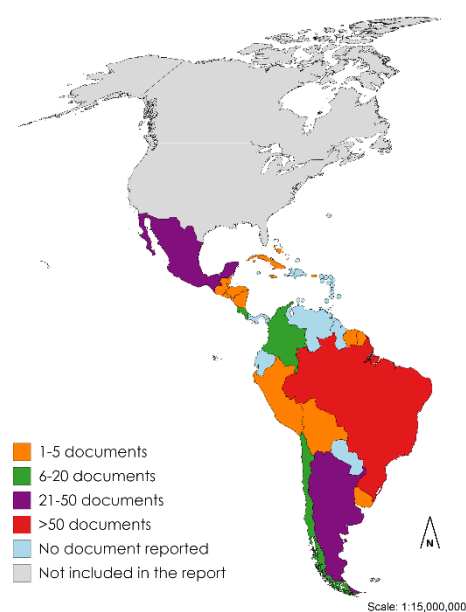 1-5 documents
6-20 documents
21-50 documents
>50 documents
No document reported
Not included in the report
N
Scale: 1:15,000,000